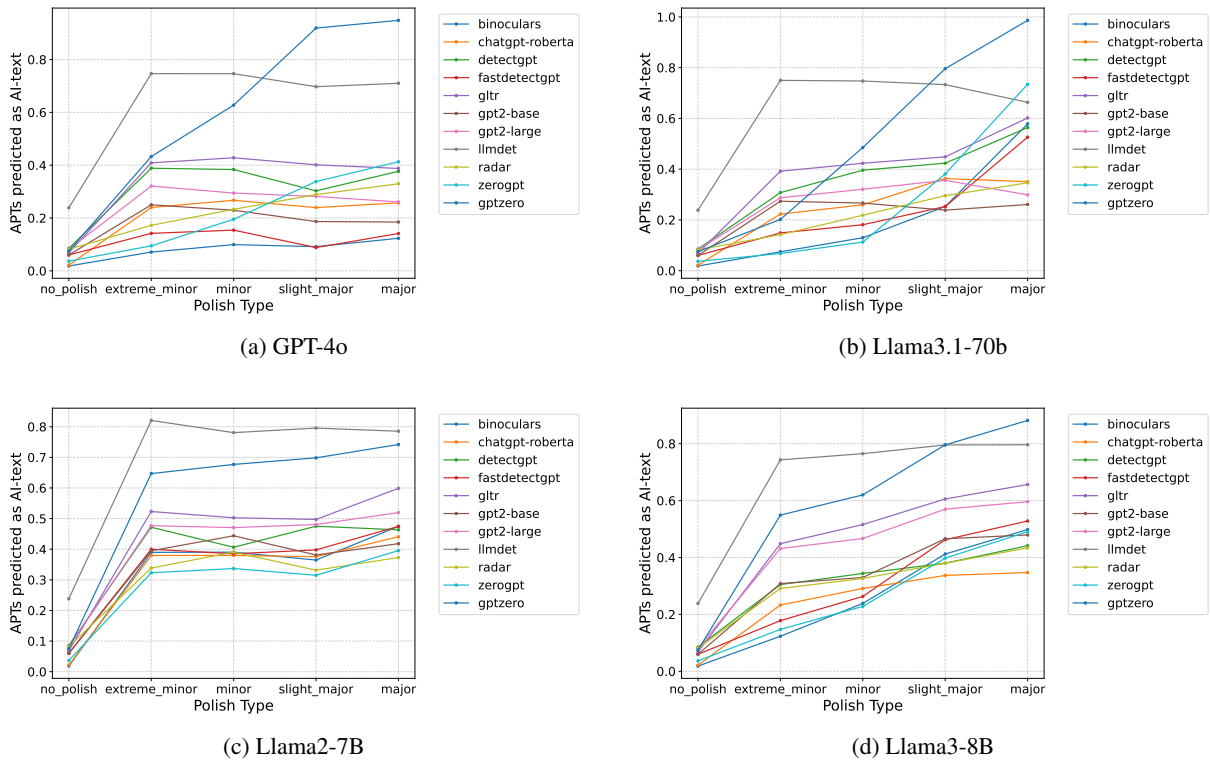 APTs predicted as AI-text
0.8
0.6
0.4
0.2
0.0
no_polish
extreme_minor
minor
slight_major
major
Polish Type
binoculars
chatgpt-roberta
detectgpt
fastdetectgpt
gltr
gpt2-base
gpt2-large
llmdet
radar
zerogpt
gptzero
(a) GPT-4o
APTs predicted as AI-text
1.0
0.8
0.6
0.4
0.2
0.0
no_polish
extreme_minor
minor
slight_major
major
Polish Type
binoculars
chatgpt-roberta
detectgpt
fastdetectgpt
gltr
gpt2-base
gpt2-large
llmdet
radar
zerogpt
gptzero
(b) Llama3.1-70b
APTs predicted as AI-text
0.8
0.7
0.6
0.5
0.4
0.3
0.2
0.1
0.0
no_polish
extreme_minor
minor
slight_major
major
Polish Type
binoculars
chatgpt-roberta
detectgpt
fastdetectgpt
gltr
gpt2-base
gpt2-large
llmdet
radar
zerogpt
gptzero
(c) Llama2-7B
APTs predicted as AI-text
0.8
0.6
0.4
0.2
0.0
no_polish
extreme_minor
minor
slight_major
major
Polish Type
binoculars
chatgpt-roberta
detectgpt
fastdetectgpt
gltr
gpt2-base
gpt2-large
llmdet
radar
zerogpt
gptzero
(d) Llama3-8B